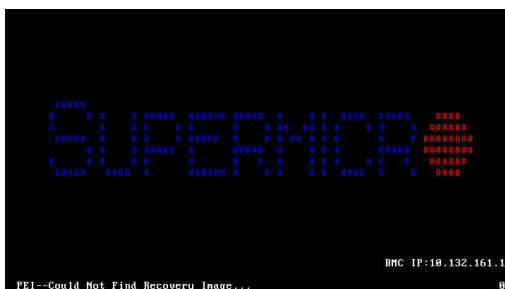 SUPERMICR
BMC IP:10.132.161.1
PEI--Could Not Find Recovery Image... 0